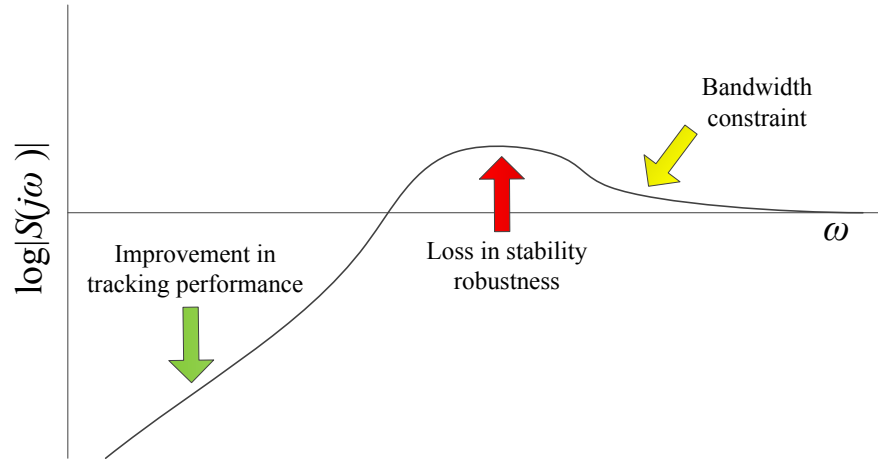 Bandwidth
constraint
log|S(jω )|
Improvement in
tracking performance
Loss in stability
robustness
ω